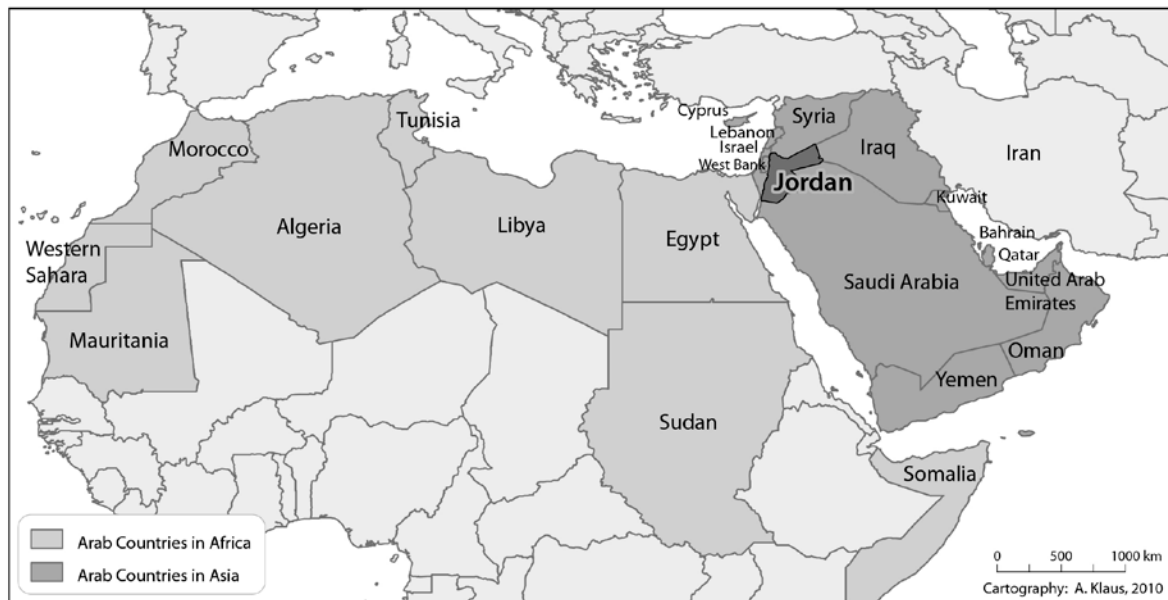 Cyprus
Syria
Tunisia
Lebanon
Israel
Iraq
Iran
Morocco
West Bank
Jordan
Kuwait
Algeria
Libya
Egypt
Bahrain
Western
Sahara
Qatar
Saudi Arabia
United Arab
Emirates
Mauritania
Oman
Yemen
Sudan
Somalia
Arab Countries in Africa
Arab Countries in Asia
0 500 1000 km
Cartography: A. Klaus, 2010